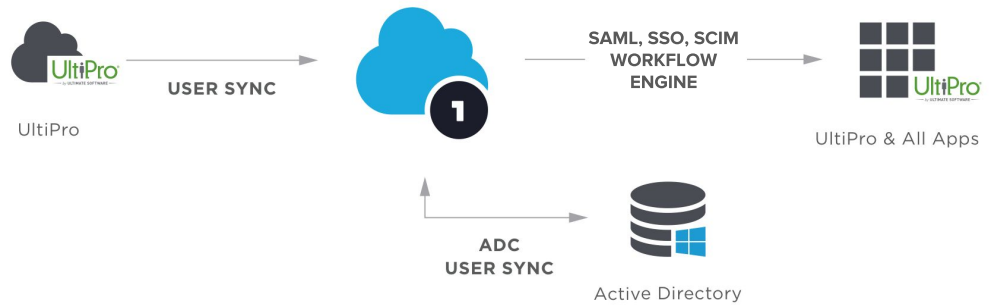 UltiPro
by ULTIMATE SOFTWARE
UltiPro
USER SYNC
1
SAML, SSO, SCIM
WORKFLOW
ENGINE
UltiPro
by ULTIMATE SOFTWARE
UltiPro & All Apps
ADC
USER SYNC
Active Directory